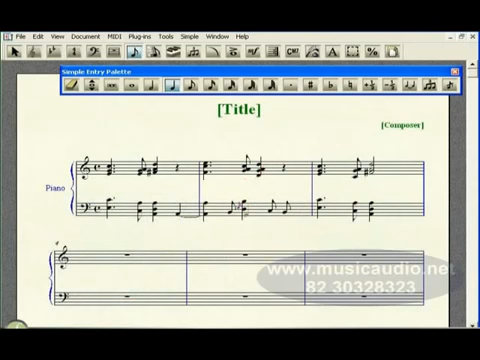 File Edit View Document MIDI Plug-ins Tools Simple Window Help
Simple Entry Palette
[Title]
[Composer]
Piano
4
www.musicaudio.net
82 30328323